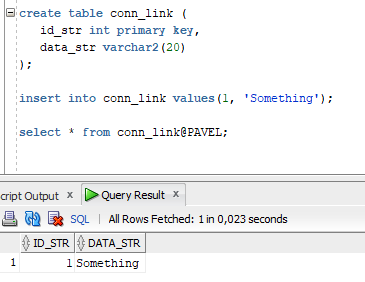 create table conn_link (
id_str int primary key,
data_str varchar2(20)
);
insert into conn_link values(1, 'Something');
select * from conn_link@PAVEL;
cript Output x Query Result x
SQL | All Rows Fetched: 1 in 0,023 seconds
ID_STR DATA_STR
1 1 Something